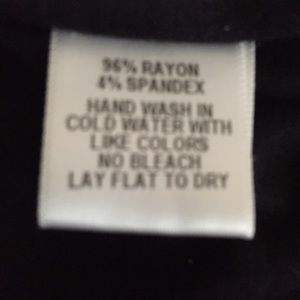 96% RAYON
4% SPANDEX
HAND WASH IN
COLD WATER WITH
LIKE COLORS
NO BLEACH
LAY FLAT TO DRY